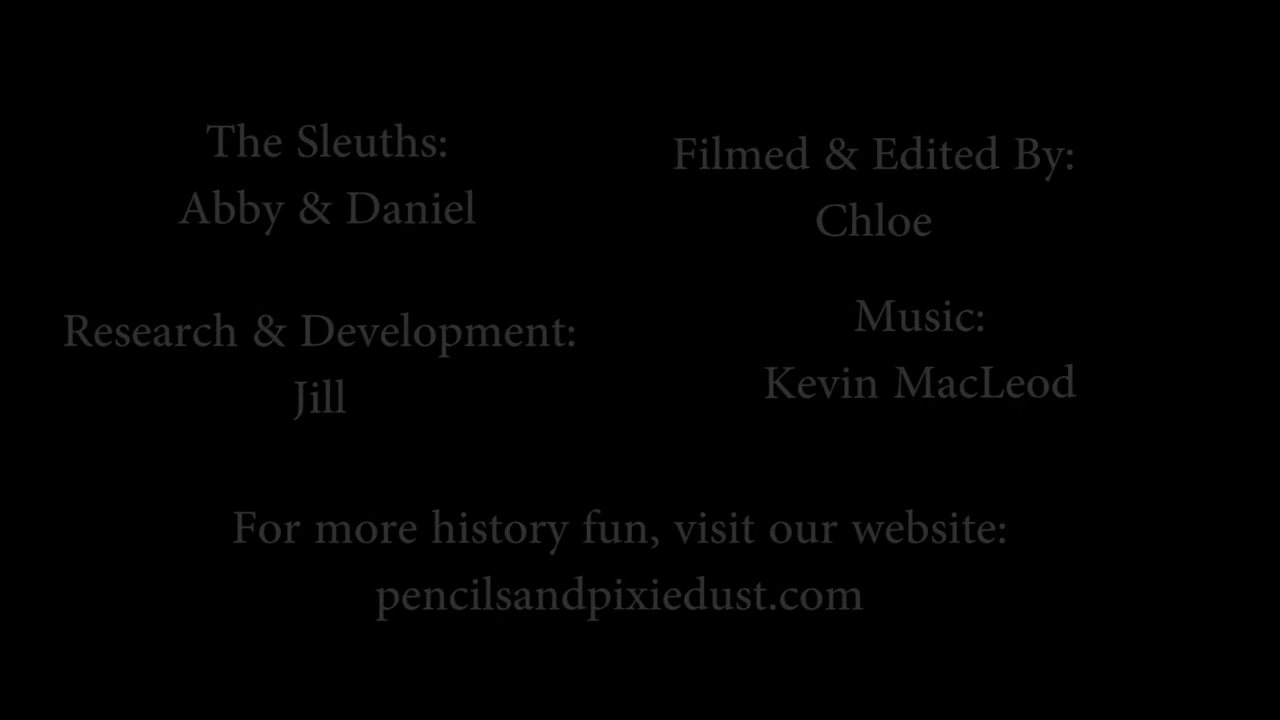 The Sleuths:
Abby & Daniel
Filmed & Edited By:
Chloe
Research & Development:
Jill
Music:
Kevin MacLeod
For more history fun, visit our website:
pencilsandpixiedust.com